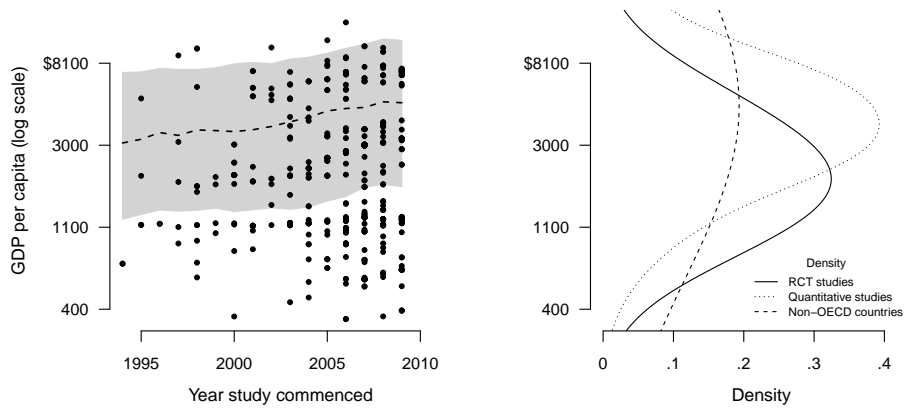 GDP per capita (log scale)
$8100
3000
1100
400
1995 2000 2005 2010
Year study commenced
$8100
3000
1100
400
Density
RCT studies
Quantitative studies
Non−OECD countries
0 .1 .2 .3 .4
Density